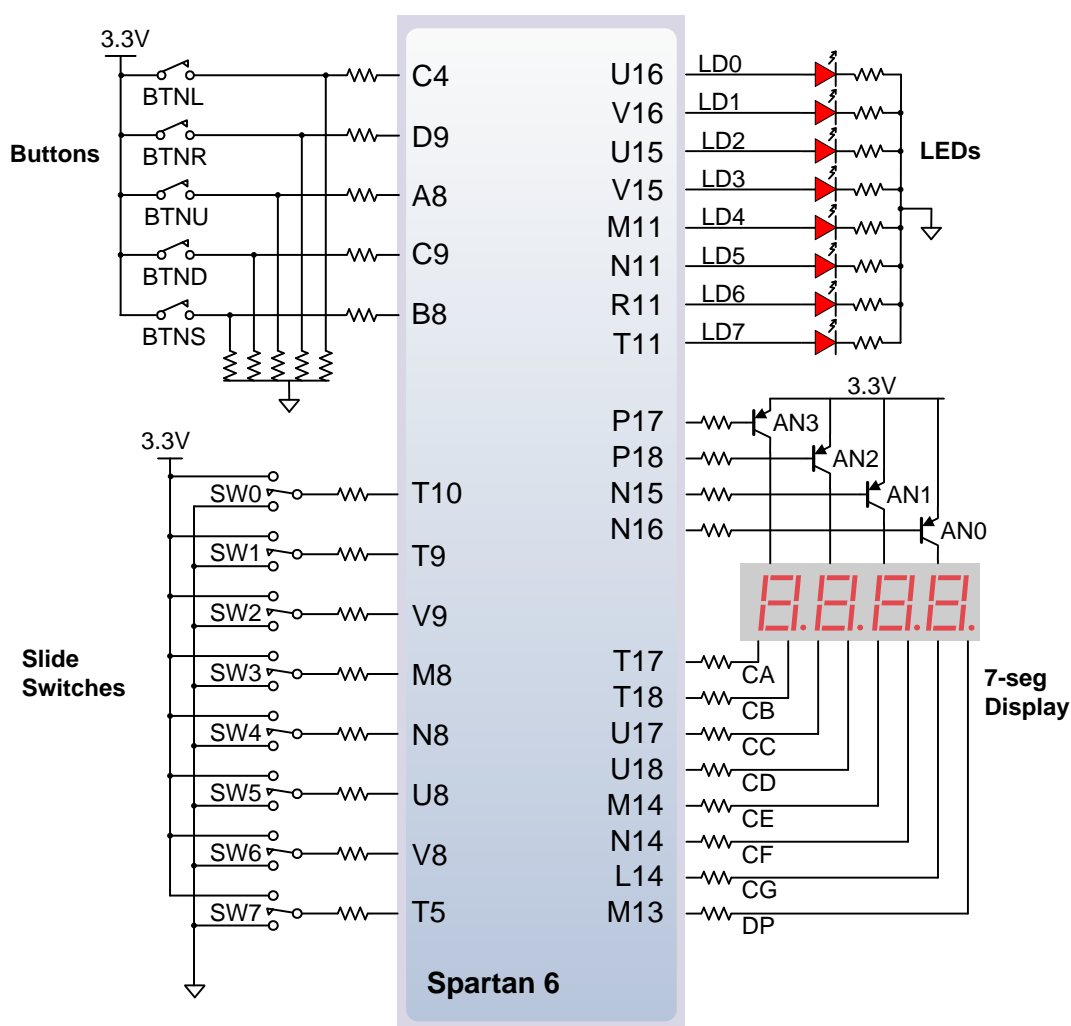 3.3V
BTNL
BTNR
BTNU
BTND
BTNS
Buttons
C4
D9
A8
C9
B8
3.3V
SW0
SW1
SW2
SW3
SW4
SW5
SW6
SW7
Slide
Switches
T10
T9
V9
M8
N8
U8
V8
T5
U16
V16
U15
V15
M11
N11
R11
T11
LD0
LD1
LD2
LD3
LD4
LD5
LD6
LD7
LEDs
P17
P18
N15
N16
3.3V
AN3
AN2
AN1
AN0
8.8.8.8.
T17
T18
U17
U18
M14
N14
L14
M13
CA
CB
CC
CD
CE
CF
CG
DP
7-seg
Display
Spartan 6